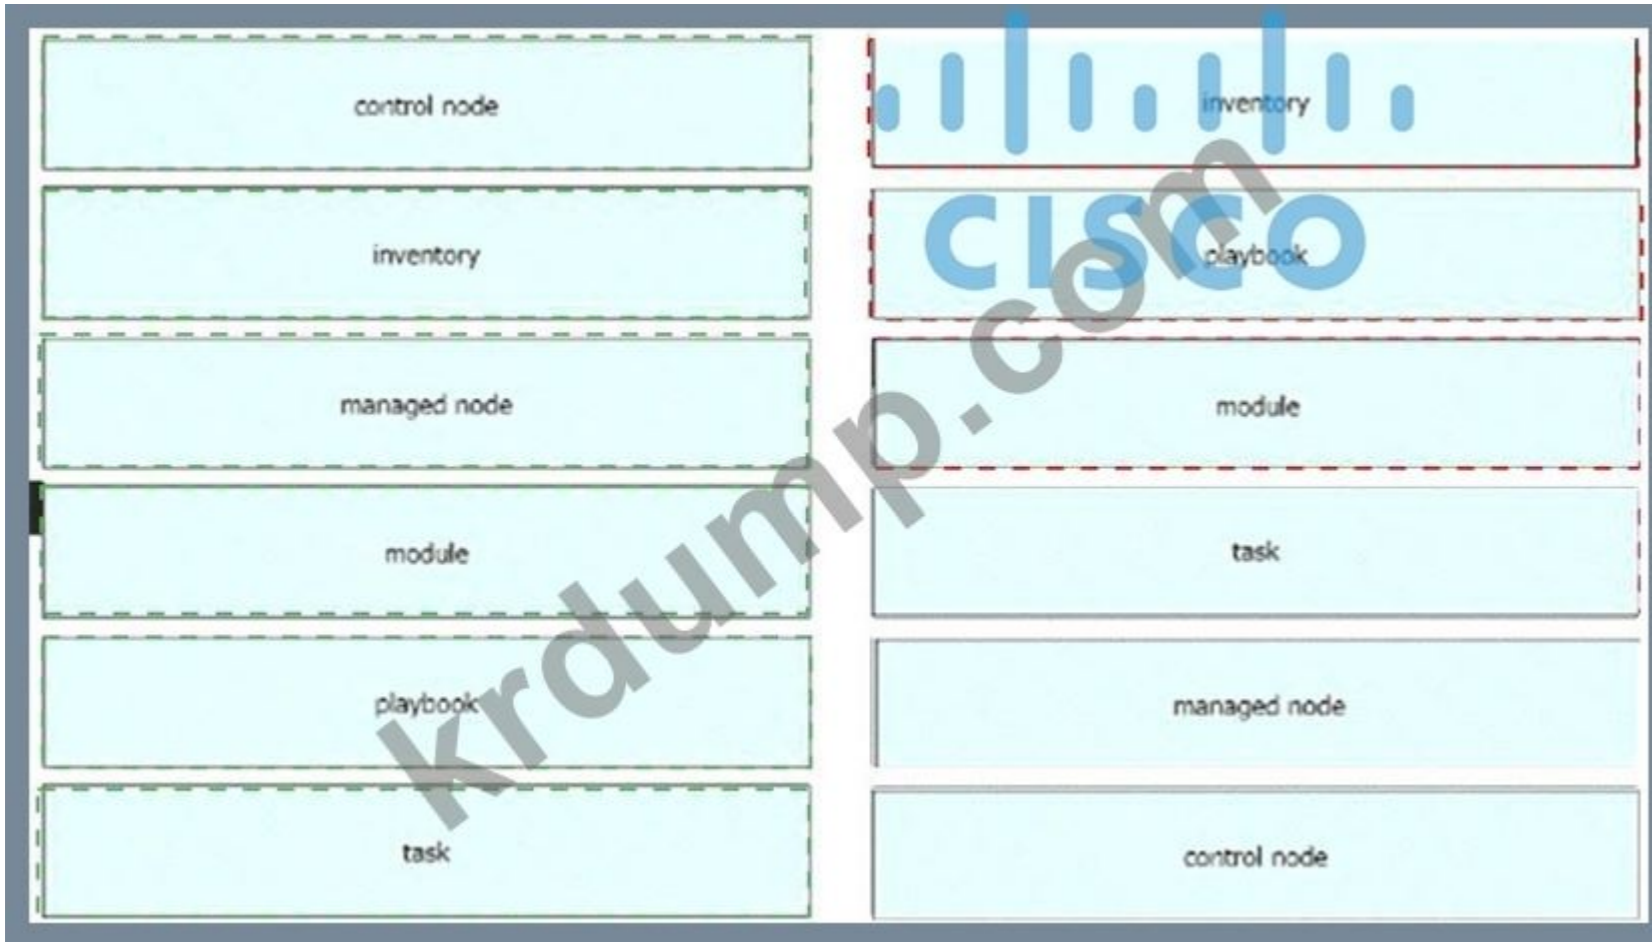 control node
inventory
managed node
module
playbook
task
inventory
playbook
module
task
managed node
control node
CISCO
krdump.com